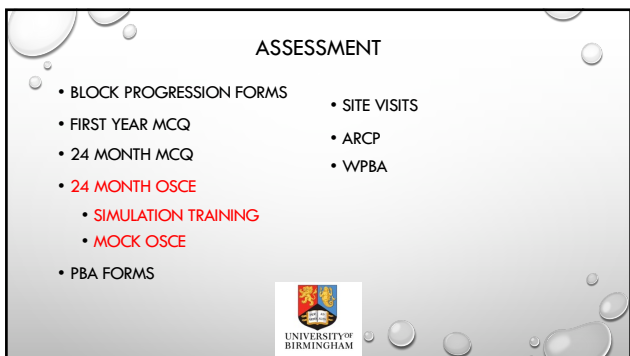 ASSESSMENT
• BLOCK PROGRESSION FORMS
• FIRST YEAR MCQ
• 24 MONTH MCQ
• 24 MONTH OSCE
• SIMULATION TRAINING
• MOCK OSCE
• PBA FORMS
• SITE VISITS
• ARCP
• WPBA
UNIVERSITY OF
BIRMINGHAM